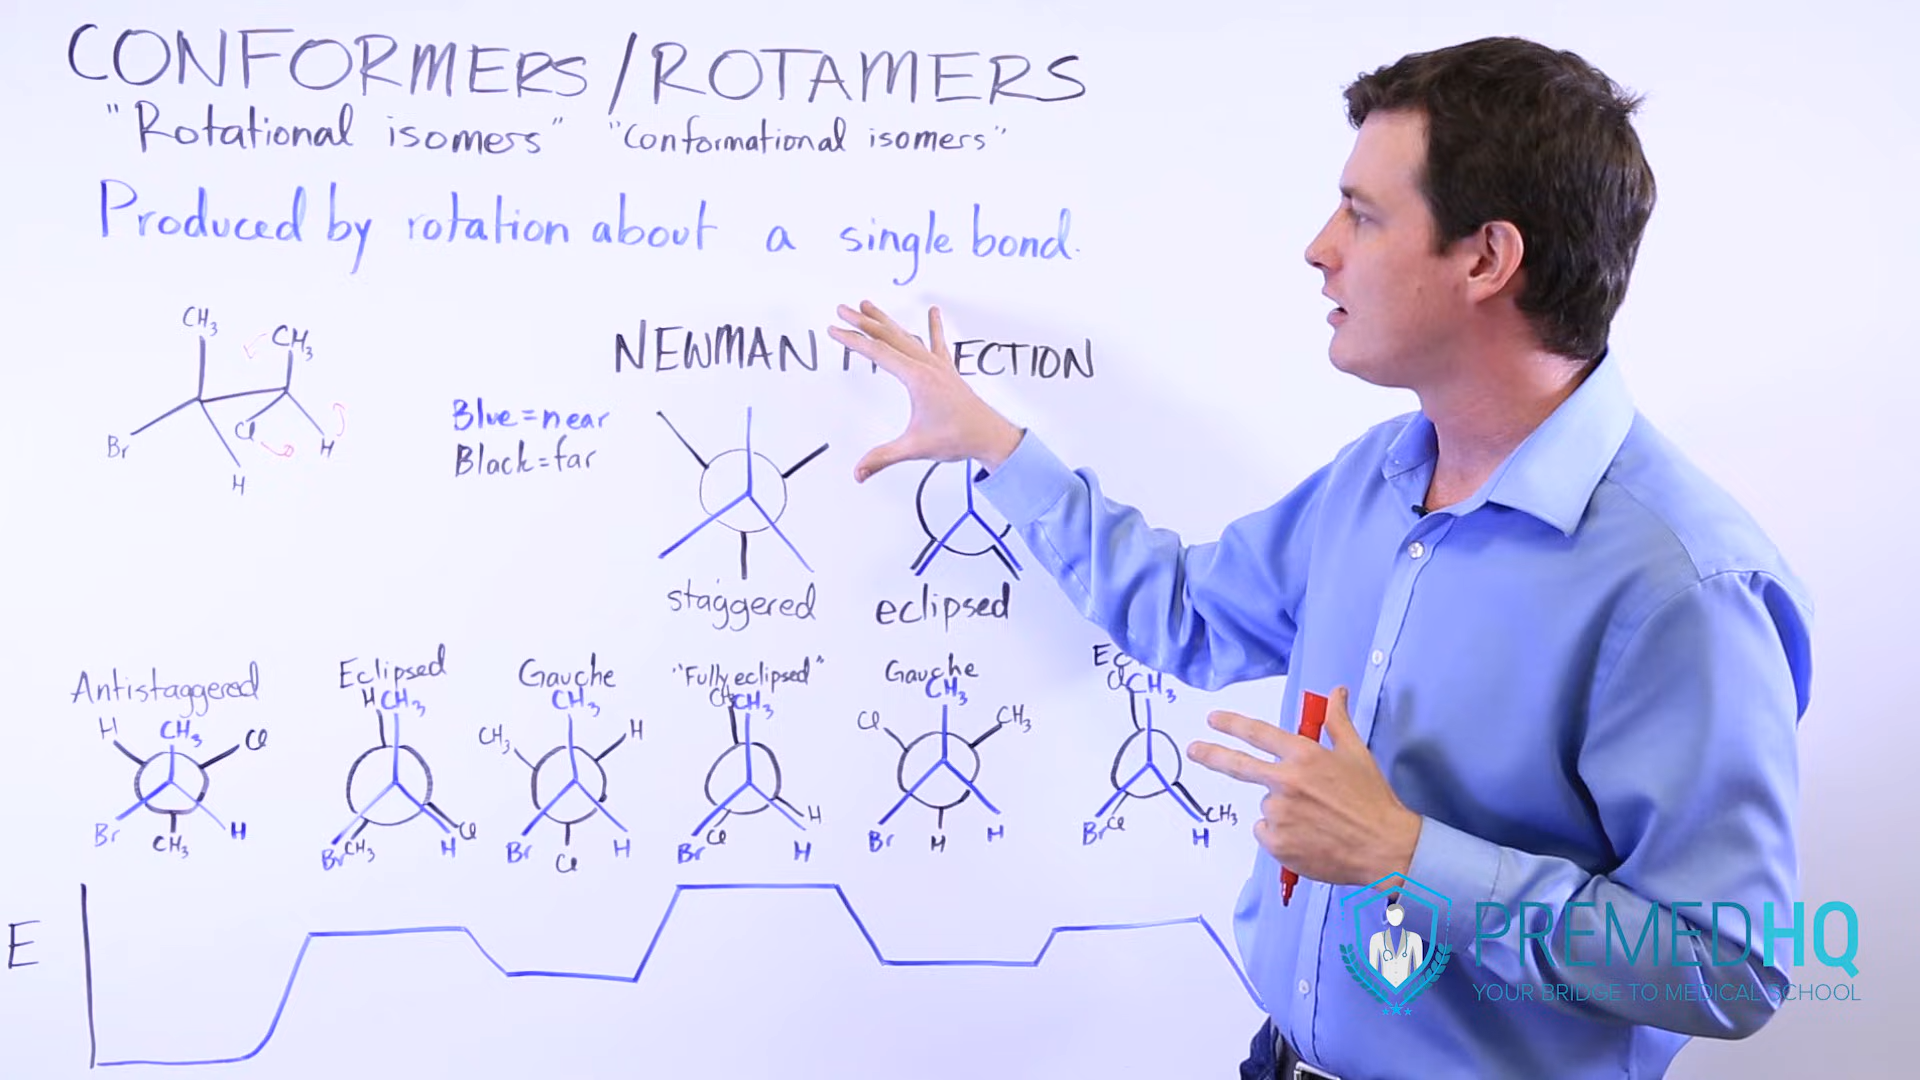 CONFORMERS/ROTAMERS
"Rotational isomers" "Conformational isomers"
Produced by rotation about a single bond.
CH3
CH3
Br
Cl
H
H
NEWMAN ECTION
Blue=near
Black=far
staggered
eclipsed
Antistaggered
H
CH3
Cl
Br
CH3
H
Eclipsed
H
CH3
Br
CH3
H
Cl
Gauche
CH3
CH3
H
Br
Cl
H
"Fully eclipsed"
CH3
Br
Cl
H
H
Gauche
CH3
Cl
CH3
Br
H
H
Cl
CH3
Br
Cl
H
CH3
E
PREMEDHQ
YOUR BRIDGE TO MEDICAL SCHOOL